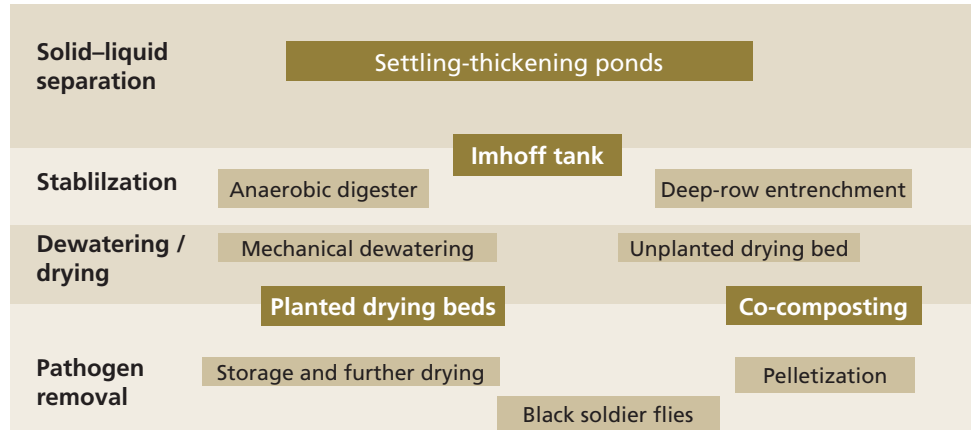 Solid–liquid
separation
Settling-thickening ponds
Imhoff tank
Stablilzation
Anaerobic digester
Deep-row entrenchment
Dewatering /
drying
Mechanical dewatering
Unplanted drying bed
Planted drying beds
Co-composting
Pathogen
removal
Storage and further drying
Pelletization
Black soldier flies